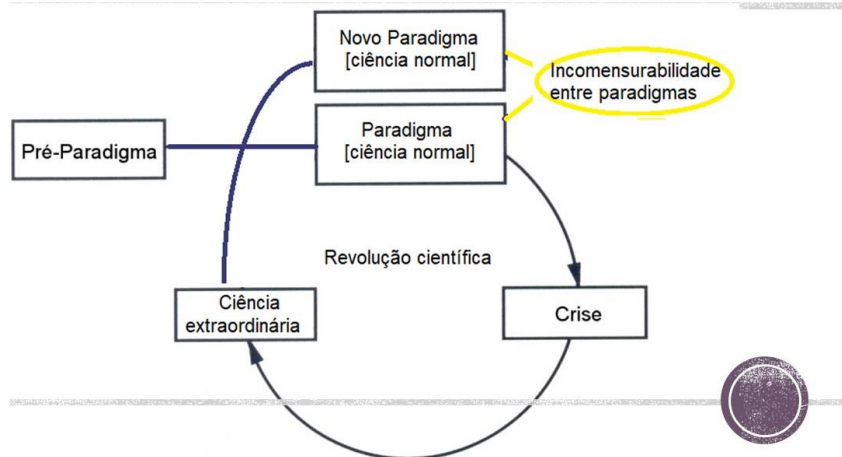 Novo Paradigma
[ciência normal]
Incomensurabilidade
entre paradigmas
Paradigma
[ciência normal]
Pré-Paradigma
Revolução científica
Ciência
extraordinária
Crise